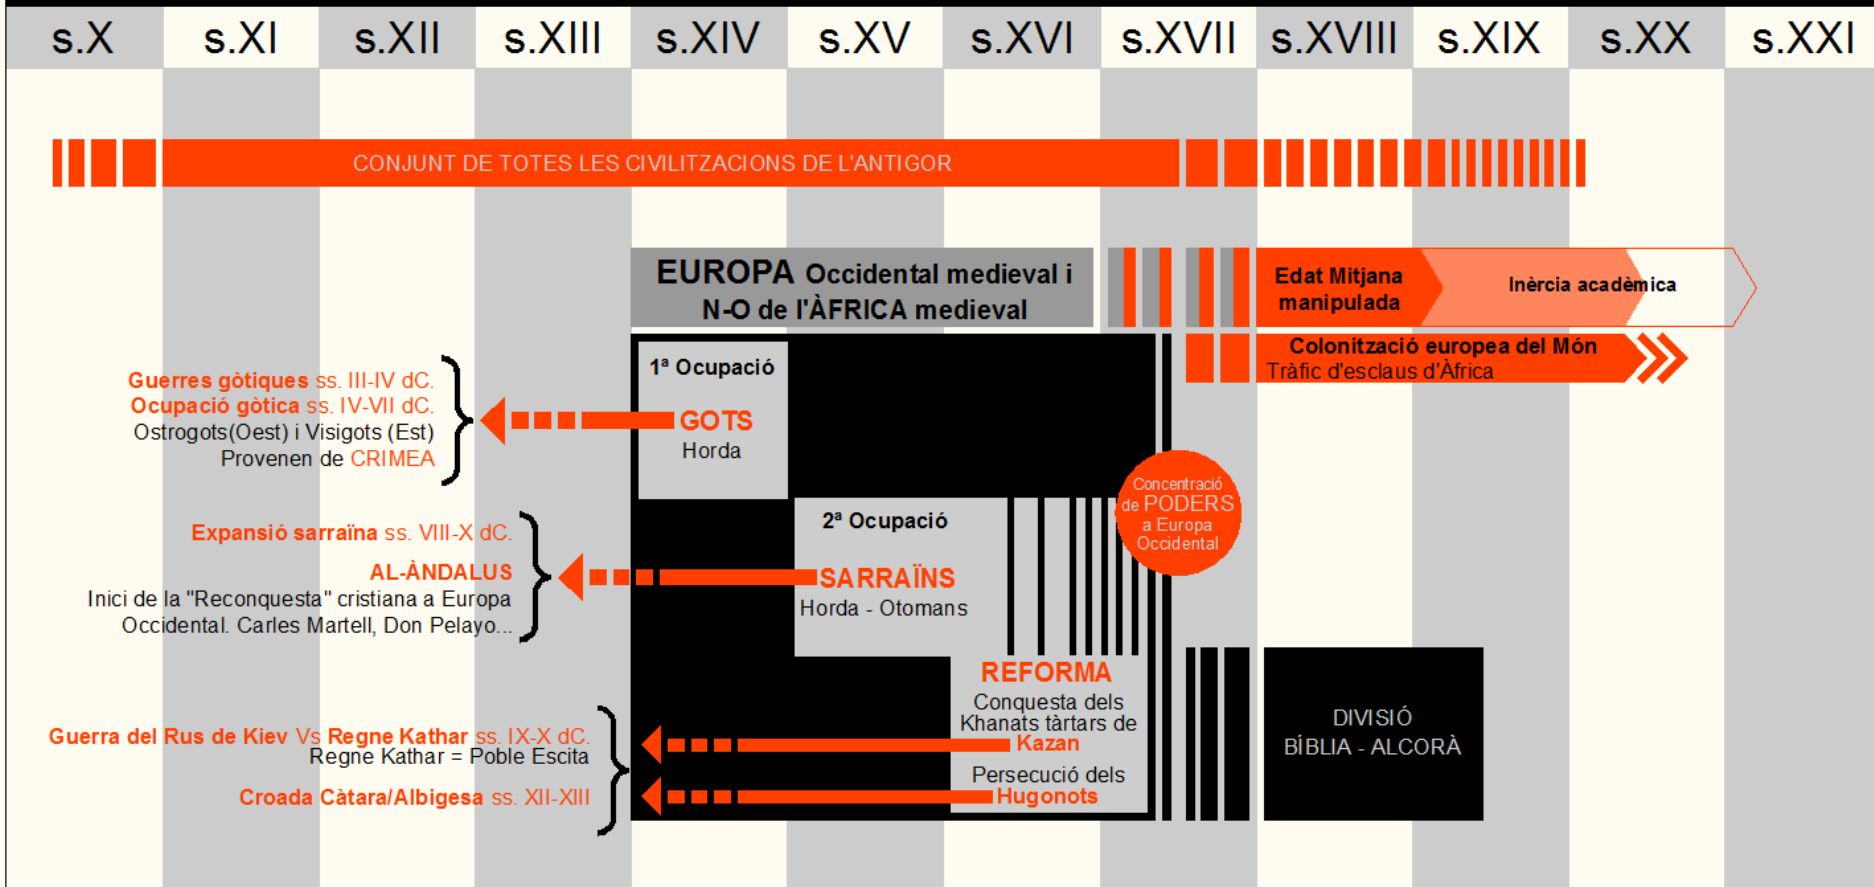 s.X s.XI s.XII s.XIII s.XIV s.XV s.XVI s.XVII s.XVIII s.XIX s.XX s.XXI
CONJUNT DE TOTES LES CIVILITZACIONS DE L'ANTIGOR
EUROPA Occidental medieval i
N-O de l'ÀFRICA medieval
Edat Mitjana
manipulada
Inèrcia acadèmica
Colonització europea del Món
Tràfic d'esclaus d'Àfrica
1ª Ocupació
GOTS
Horda
Guerres gòtiques ss. III-IV dC.
Ocupació gòtica ss. IV-VII dC.
Ostrogots(Oest) i Visigots (Est)
Provenen de CRIMEA
Concentració
de PODERS
a Europa
Occidental
2ª Ocupació
SARRAÏNS
Horda - Otomans
Expansió sarraïna ss. VIII-X dC.
AL-ÀNDALUS
Inici de la "Reconquesta" cristiana a Europa
Occidental. Carles Martell, Don Pelayo...
REFORMA
Conquesta dels
Khanats tàrtars de
Kazan
Persecució dels
Hugonots
Guerra del Rus de Kiev Vs Regne Kathar ss. IX-X dC.
Regne Kathar = Poble Escita
Croada Càtara/Albigesa ss. XII-XIII
DIVISIÓ
BÍBLIA - ALCORÀ